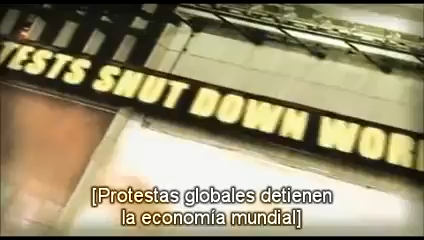 TESTS SHUT DOWN WOR
[Protestas globales detienen
la economía mundial]